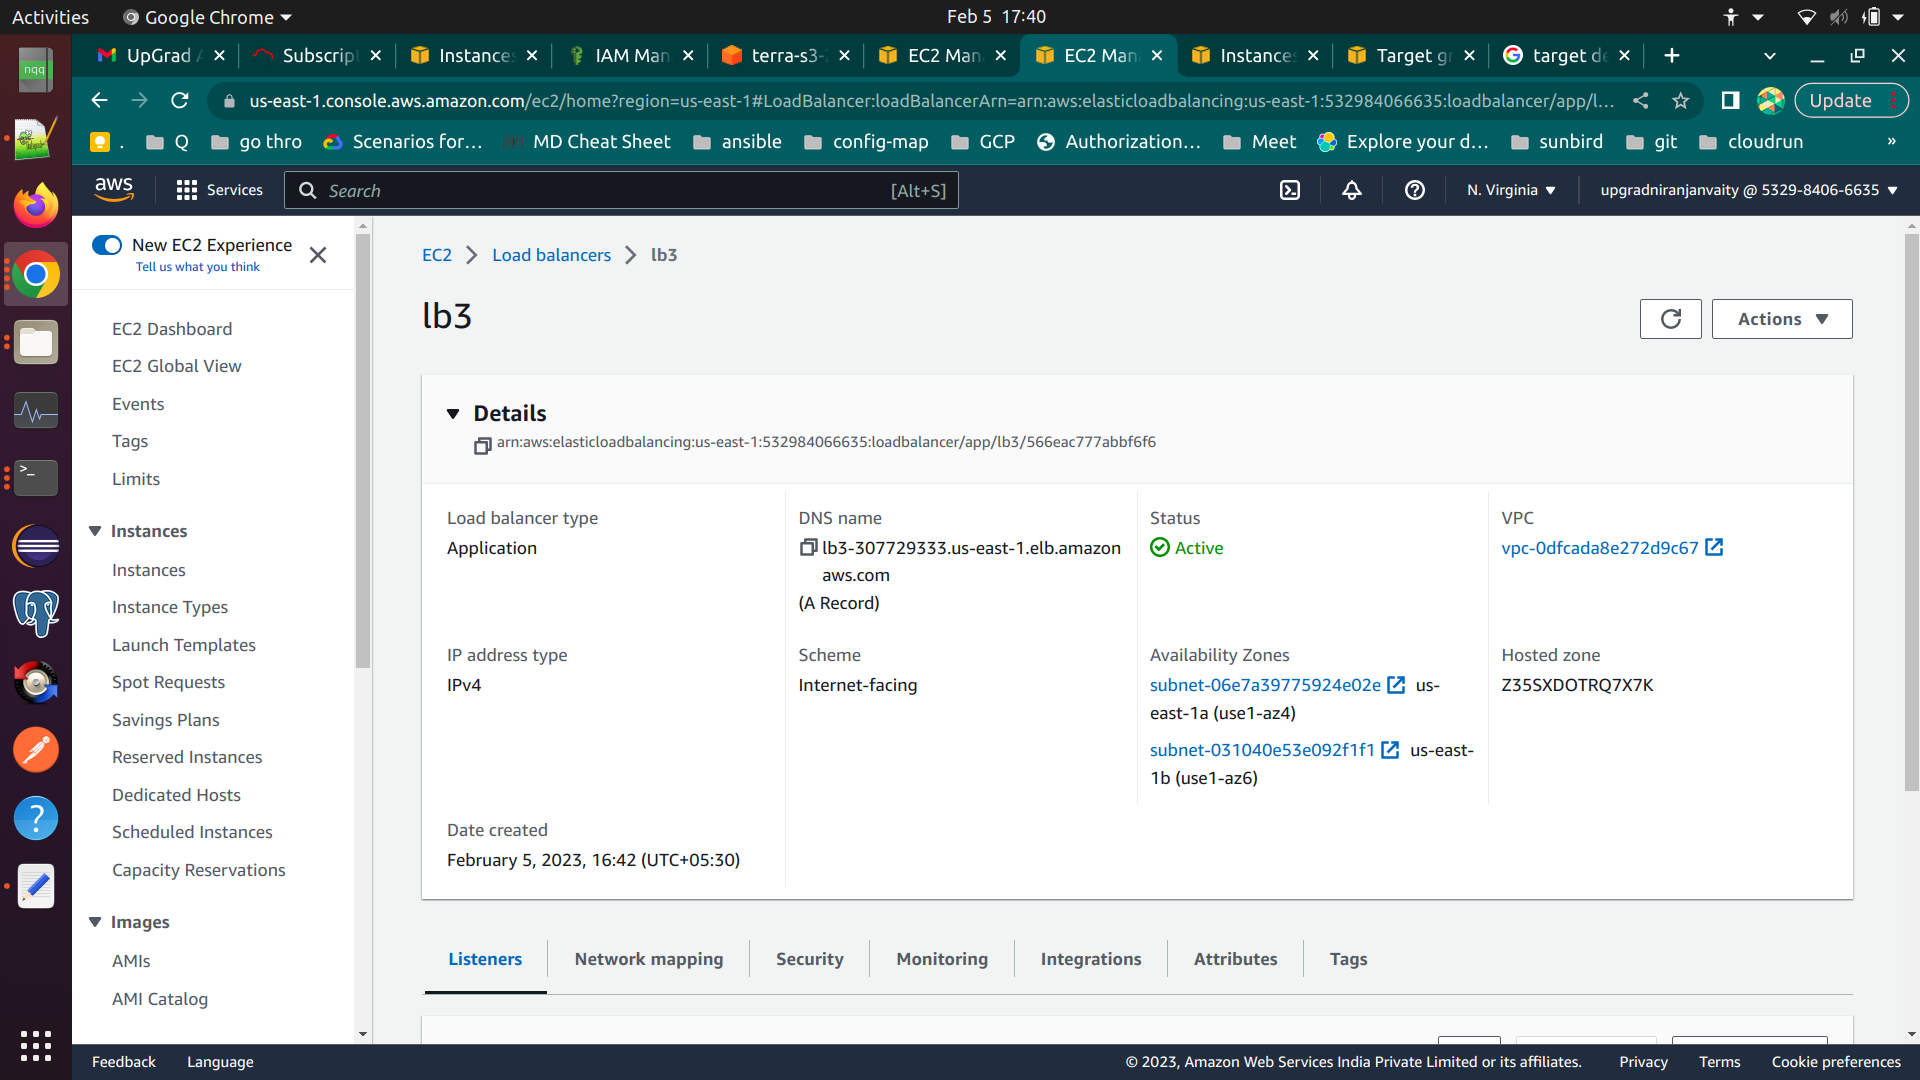 Activities
Google Chrome
Feb 5 17:40
UpGrad A
Subscript
Instances
IAM Man
terra-s3-
EC2 Man
EC2 Man
Instances
Target gr
target de
us-east-1.console.aws.amazon.com/ec2/home?region=us-east-1#LoadBalancer:loadBalancerArn=arn:aws:elasticloadbalancing:us-east-1:532984066635:loadbalancer/app/l...
Update
.
Q
go thro
Scenarios for...
MD Cheat Sheet
ansible
config-map
GCP
Authorization...
Meet
Explore your d...
sunbird
git
cloudrun
»
aws
Services
Search
[Alt+S]
N. Virginia
upgradniranjanvaity @ 5329-8406-6635
nqq
New EC2 Experience
Tell us what you think
EC2 Dashboard
EC2 Global View
Events
Tags
Limits
Instances
Instances
Instance Types
Launch Templates
Spot Requests
Savings Plans
Reserved Instances
Dedicated Hosts
Scheduled Instances
Capacity Reservations
Images
AMIs
AMI Catalog
EC2
Load balancers
lb3
lb3
Actions
Details
arn:aws:elasticloadbalancing:us-east-1:532984066635:loadbalancer/app/lb3/566eac777abbf6f6
Load balancer type
Application
DNS name
lb3-307729333.us-east-1.elb.amazon
aws.com
(A Record)
Status
Active
VPC
vpc-0dfcada8e272d9c67
IP address type
IPv4
Scheme
Internet-facing
Availability Zones
subnet-06e7a39775924e02e us-
east-1a (use1-az4)
subnet-031040e53e092f1f1 us-east-
1b (use1-az6)
Hosted zone
Z35SXDOTRQ7X7K
Date created
February 5, 2023, 16:42 (UTC+05:30)
Listeners
Network mapping
Security
Monitoring
Integrations
Attributes
Tags
Feedback
Language
© 2023, Amazon Web Services India Private Limited or its affiliates.
Privacy
Terms
Cookie preferences